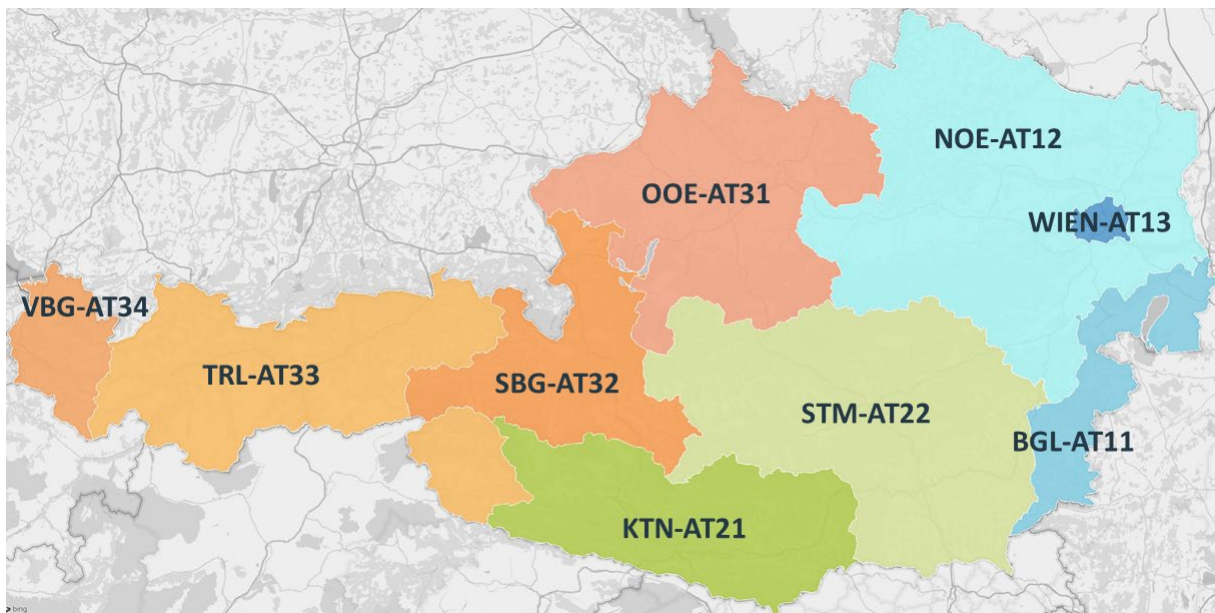 NOE-AT12
OOE-AT31
WIEN-AT13
VBG-AT34
TRL-AT33
SBG-AT32
STM-AT22
BGL-AT11
KTN-AT21
bing